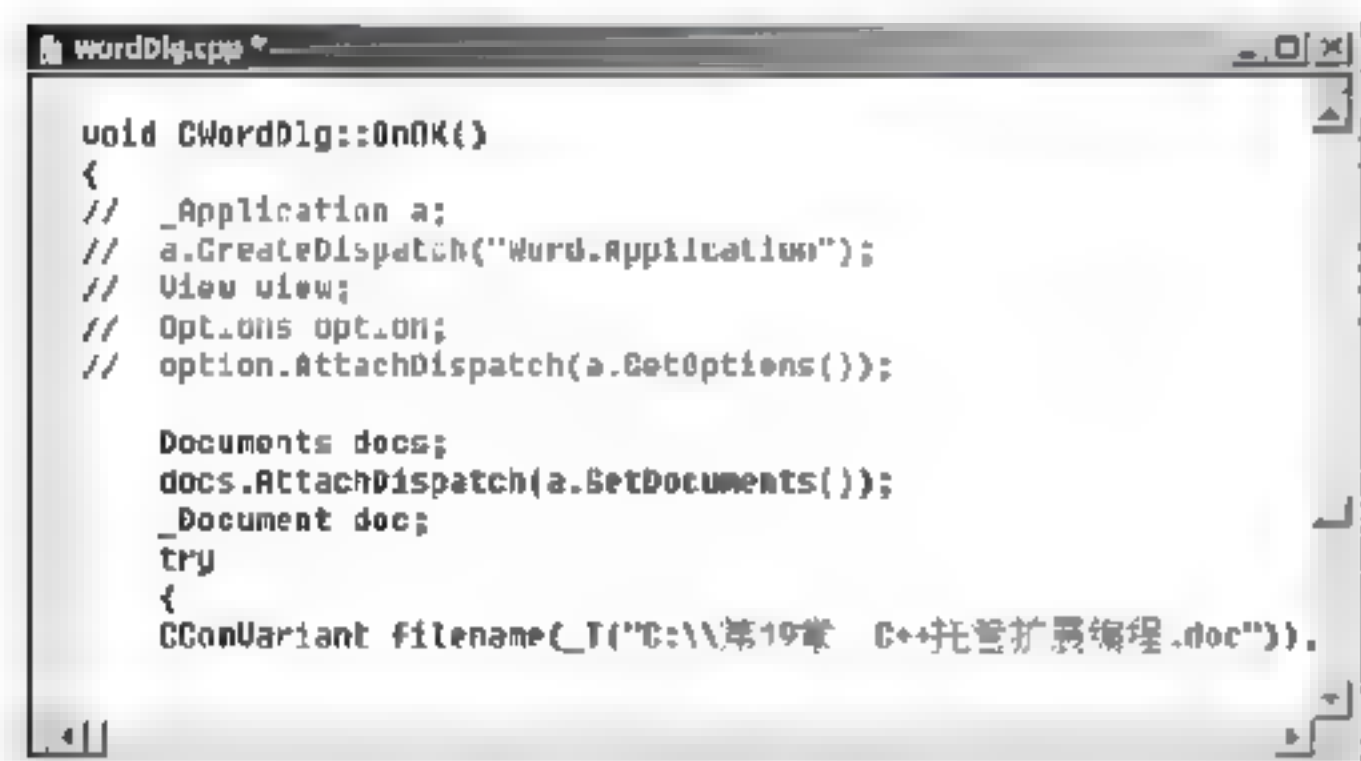 WordDlg.cpp *
void CWordDlg::OnOK()
{
//  _Application a;
//  a.CreateDispatch("Word.Application");
//  View view;
//  Options option;
//  option.AttachDispatch(a.GetOptions());
Documents docs;
docs.AttachDispatch(a.GetDocuments());
_Document doc;
try
{
CComVariant filename(_T("C:\\第19章  C++托管扩展编程.doc")),